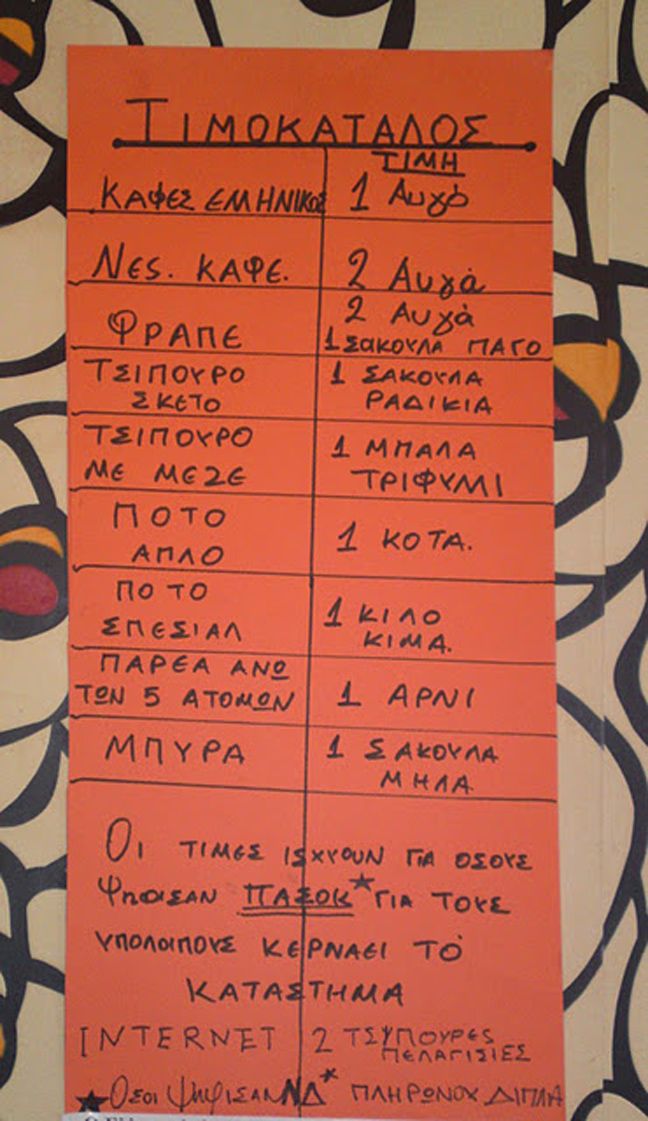 ΤΙΜΟΚΑΤΑΛΟΣ
ΤΙΜΗ
ΚΑΦΕΣ ΕΛΛΗΝΙΚΟΣ 1 Αυγό
ΝΕS. ΚΑΦΕ. 2 Αυγά
ΦΡΑΠΕ 2 Αυγά
1 ΣΑΚΟΥΛΑ ΠΑΓΟ
ΤΣΙΠΟΥΡΟ 1 ΣΑΚΟΥΛΑ
ΣΚΕΤΟ ΡΑΔΙΚΙΑ
ΤΣΙΠΟΥΡΟ 1 ΜΠΑΛΑ
ΜΕ ΜΕΖΕ ΤΡΙΦΥΛΛΙ
ΠΟΤΟ
ΑΠΛΟ 1 ΚΟΤΑ.
ΠΟΤΟ 1 ΚΙΛΟ
ΣΠΕΣΙΑΛ ΚΙΜΑ.
ΠΑΡΕΑ ΑΝΩ
ΤΩΝ 5 ΑΤΟΜΩΝ 1 ΑΡΝΙ
ΜΠΥΡΑ 1 ΣΑΚΟΥΛΑ
ΜΗΛΑ
ΟΙ ΤΙΜΕΣ ΙΣΧΥΟΥΝ ΓΙΑ ΟΣΟΥΣ
ΠΑΣΟΚ★ ΓΙΑ ΤΟΥΣ
ΥΠΟΛΟΙΠΟΥΣ ΚΕΡΝΑΕΙ ΤΟ
ΚΑΤΑΣΤΗΜΑ
INTERNET 2 ΤΣΥΠΟΥΡΕS
ΠΕΛΑΓΙΣΙΕΣ
★ Οσοι ψηφισαν ΝΔ* ΠΛΗΡΩΝΟΥ ΔΙΠΛΑ